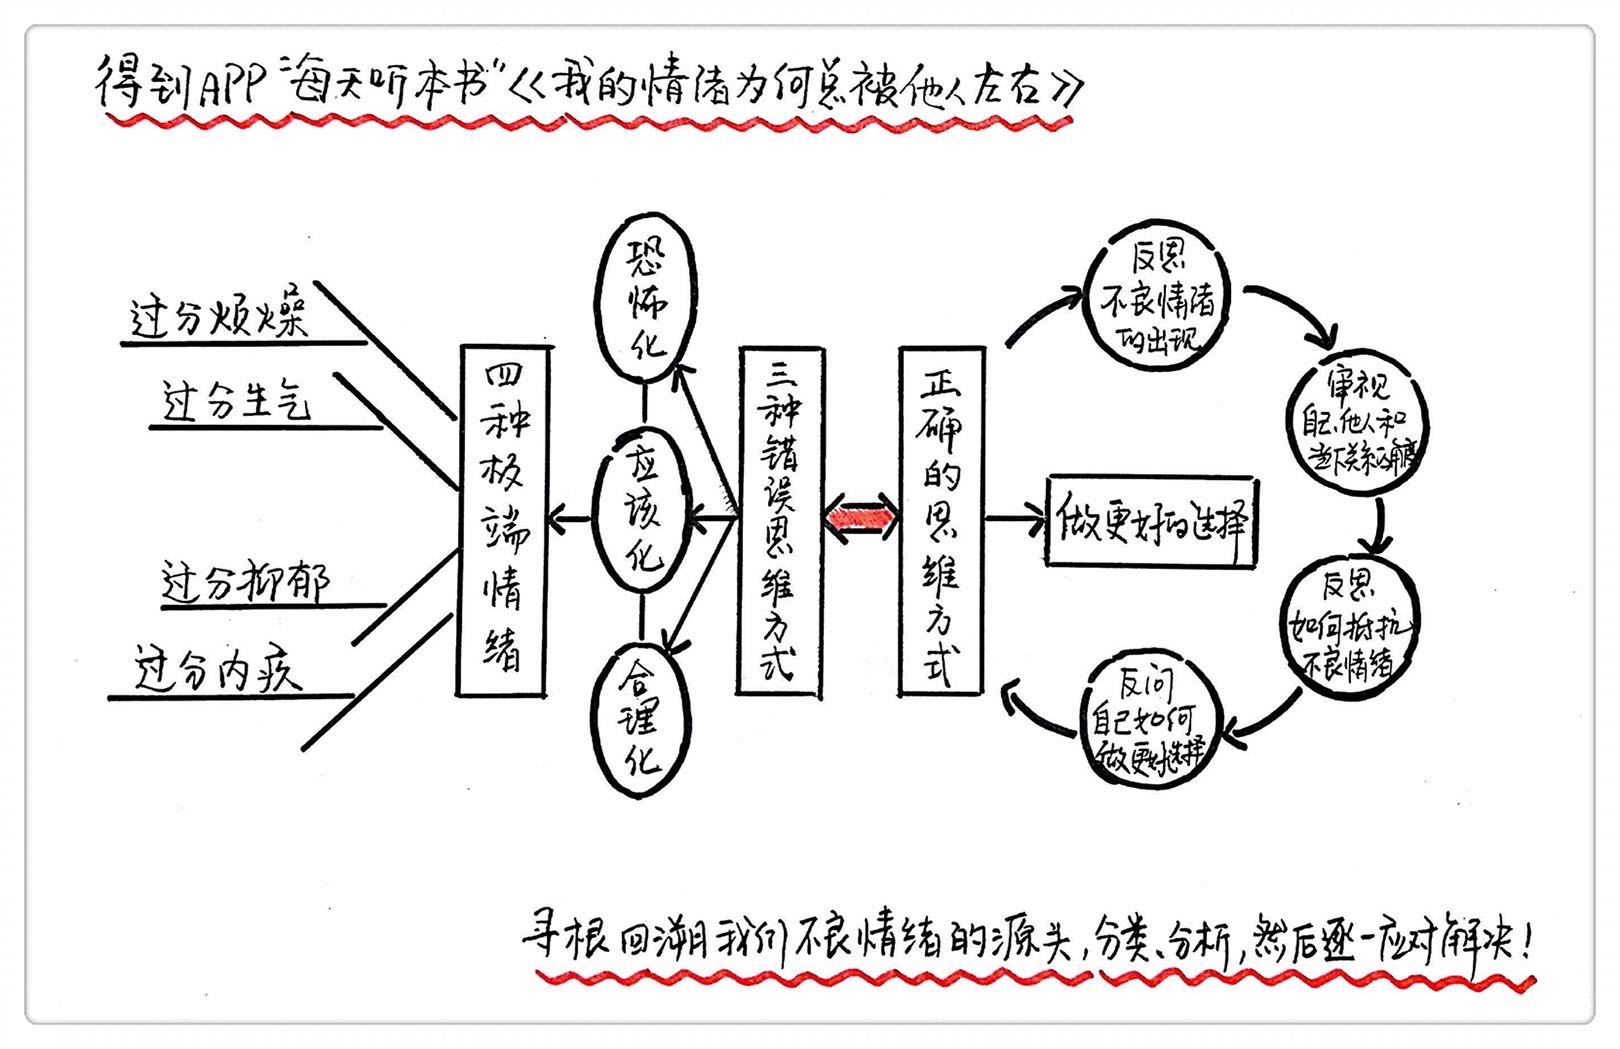 得到APP“每天听本书”《我的情绪为何总被他人左右》
过分烦燥
过分生气
过分抑郁
过分内疚
四种极端情绪
恐怖化
应该化
合理化
三种错误思维方式
正确的思维方式
做更好的选择
反思
不良情绪
的出现
审视
自己、他人和
当下关系的解读
反思
如何抵抗
不良情绪
反问
自己如何
做更好选择
寻根回溯我们不良情绪的源头,分类、分析,然后逐一应对解决!